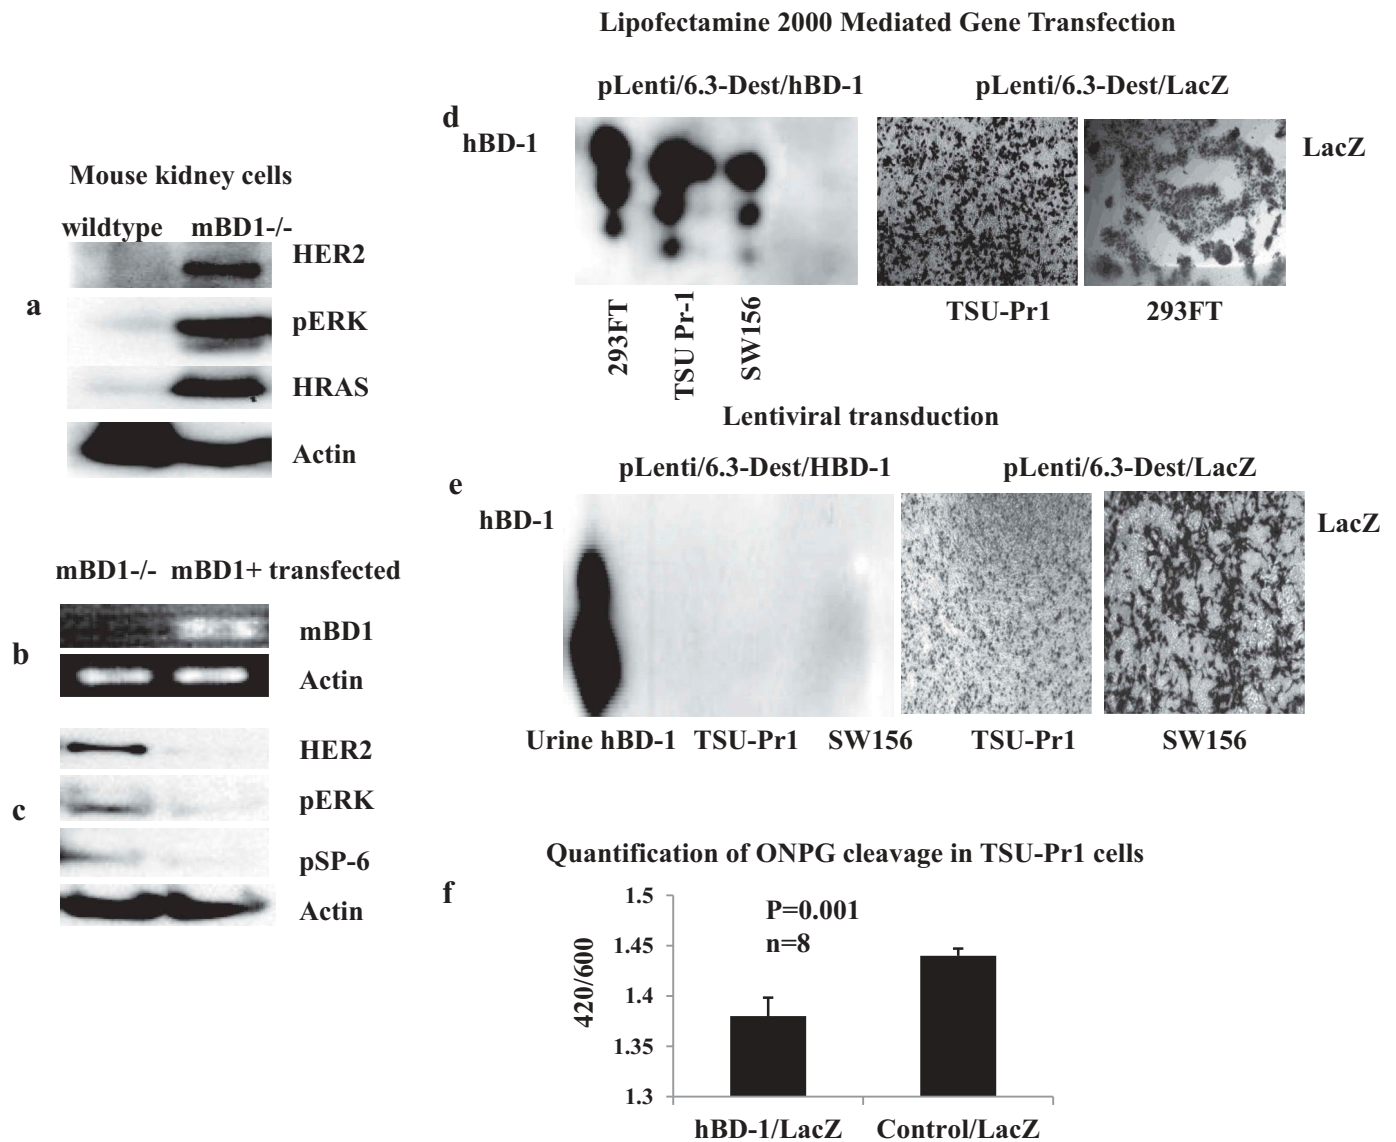 Lipofectamine 2000 Mediated Gene Transfection
pLenti/6.3-Dest/hBD-1 pLenti/6.3-Dest/LacZ
d
hBD-1
LacZ
293FT
TSU Pr-1
SW156
TSU-Pr1 293FT
Mouse kidney cells
wildtype mBD1-/-
a
HER2
pERK
HRAS
Actin
Lentiviral transduction
pLenti/6.3-Dest/HBD-1 pLenti/6.3-Dest/LacZ
e
hBD-1
LacZ
Urine hBD-1 TSU-Pr1 SW156 TSU-Pr1 SW156
mBD1-/- mBD1+ transfected
b
mBD1
Actin
c
HER2
pERK
pSP-6
Actin
Quantification of ONPG cleavage in TSU-Pr1 cells
f
P=0.001
n=8
420/600
1.5
1.45
1.4
1.35
1.3
hBD-1/LacZ Control/LacZ